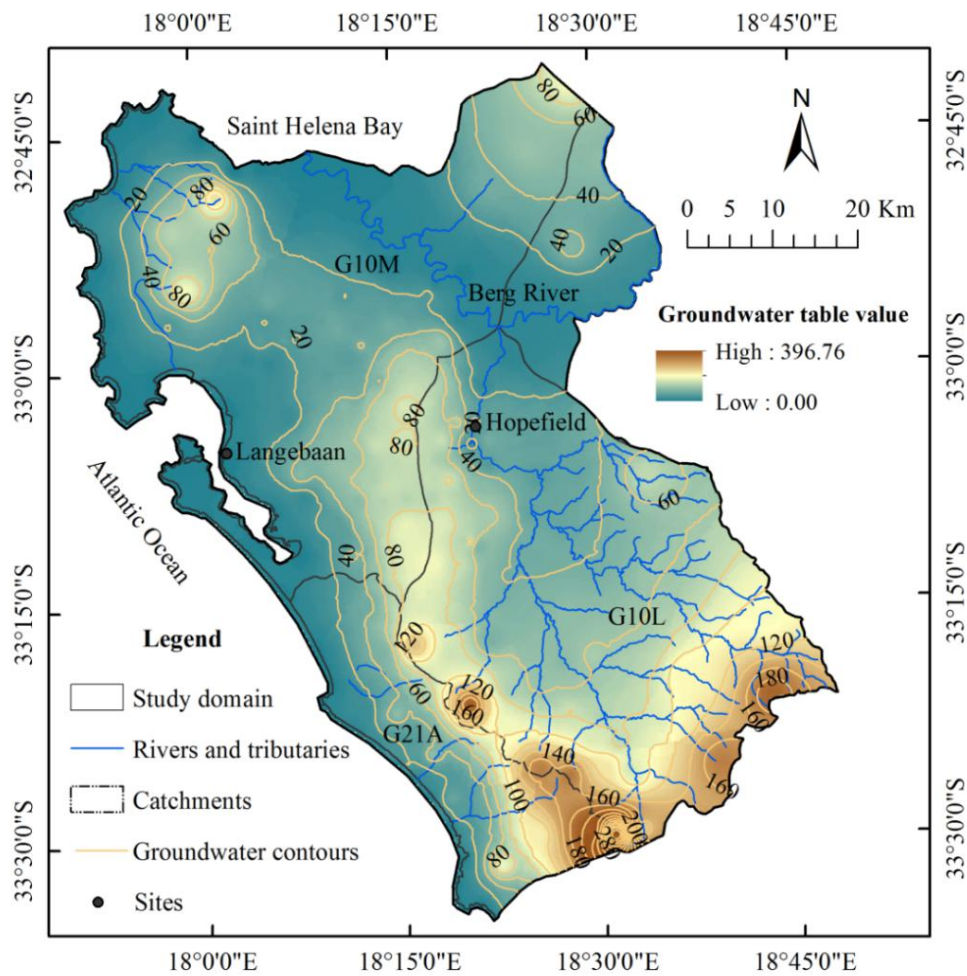 18°0'0"E 18°15'0"E 18°30'0"E 18°45'0"E
32°45'0"S
33°0'0"S
33°15'0"S
33°30'0"S
32°45'0"S
33°0'0"S
33°15'0"S
33°30'0"S
N
0 5 10 20 Km
Groundwater table value
High : 396.76
Low : 0.00
Saint Helena Bay
80
60
40
40
20
20
80
60
40
80
G10M
Berg River
20
80
80
40
Hopefield
Langebaan
Atlantic Ocean
60
40
80
G10L
120
60
120
160
G21A
120
180
160
140
100
160
160
200
180
280
80
Legend
Study domain
Rivers and tributaries
Catchments
Groundwater contours
Sites
18°0'0"E 18°15'0"E 18°30'0"E 18°45'0"E